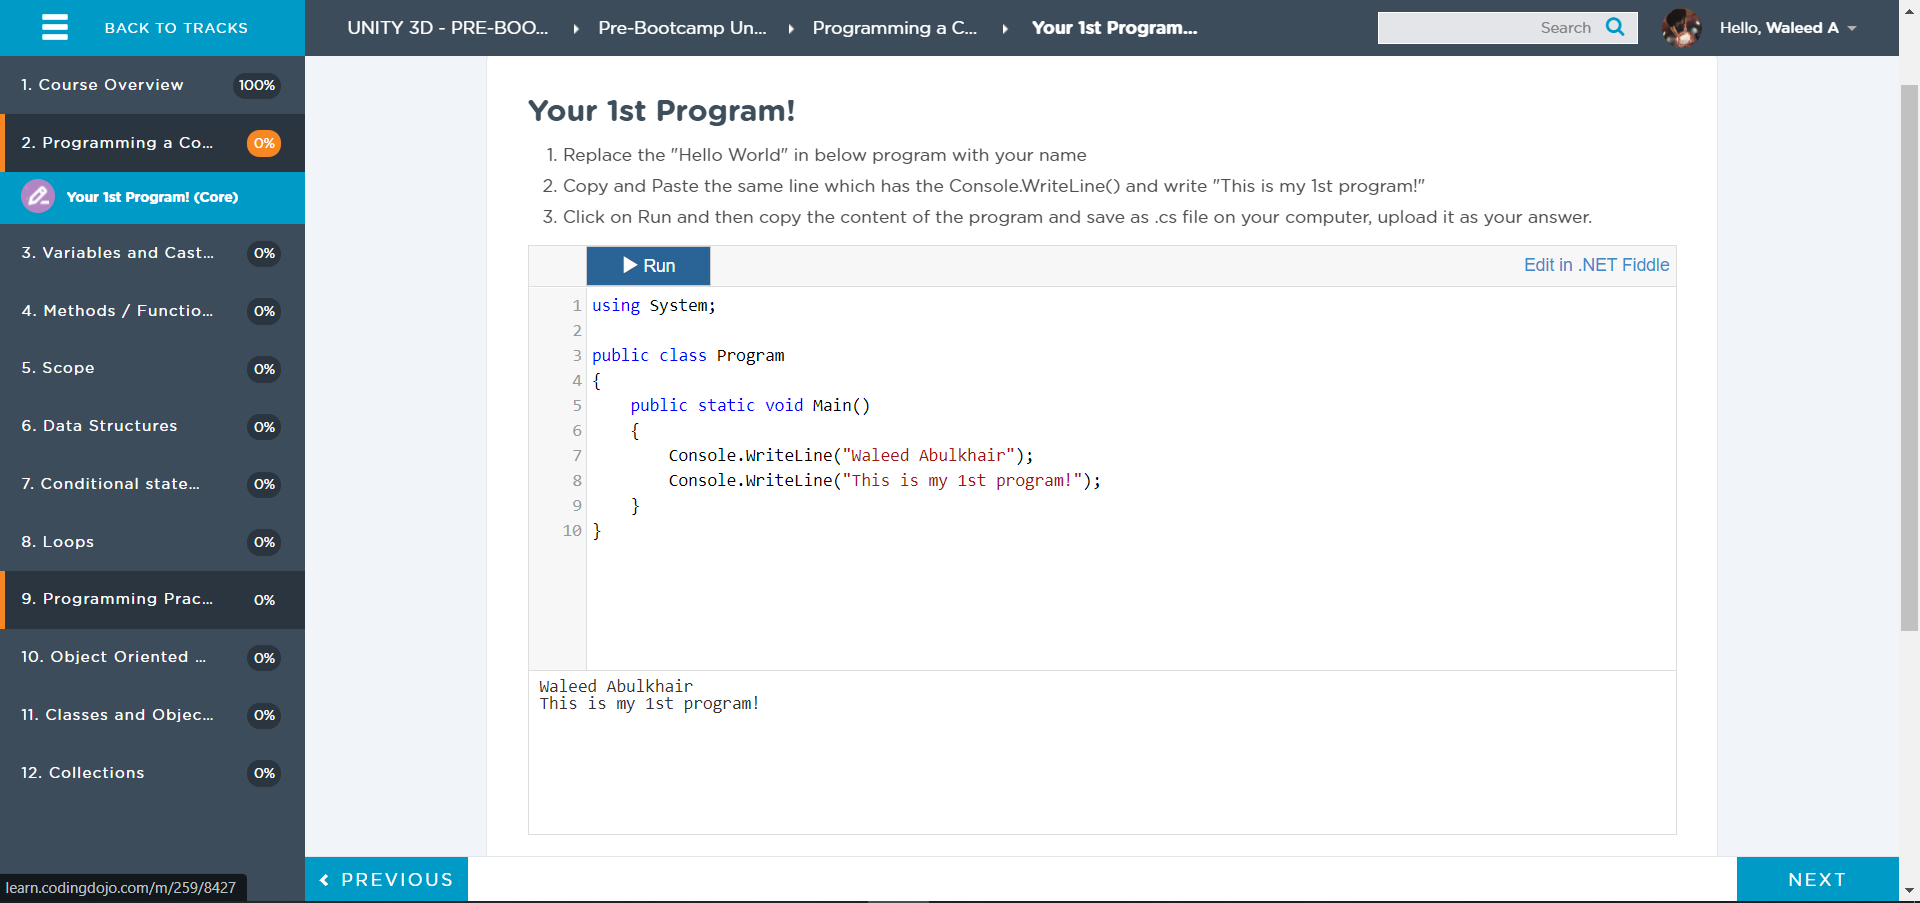 BACK TO TRACKS
UNITY 3D - PRE-BOO...
Pre-Bootcamp Un...
Programming a C...
Your 1st Program...
Search
Hello, Waleed A
1. Course Overview 100%
2. Programming a Co... 0%
Your 1st Program! (Core)
3. Variables and Cast... 0%
4. Methods / Functio... 0%
5. Scope 0%
6. Data Structures 0%
7. Conditional state... 0%
8. Loops 0%
9. Programming Prac... 0%
10. Object Oriented ... 0%
11. Classes and Objec... 0%
12. Collections 0%
learn.codingdojo.com/m/259/8427
Your 1st Program!
1. Replace the "Hello World" in below program with your name
2. Copy and Paste the same line which has the Console.WriteLine() and write "This is my 1st program!"
3. Click on Run and then copy the content of the program and save as .cs file on your computer, upload it as your answer.
Run
Edit in .NET Fiddle
1 using System;
2
3 public class Program
4 {
5 public static void Main()
6 {
7 Console.WriteLine("Waleed Abulkhair");
8 Console.WriteLine("This is my 1st program!");
9 }
10 }
Waleed Abulkhair
This is my 1st program!
PREVIOUS
NEXT